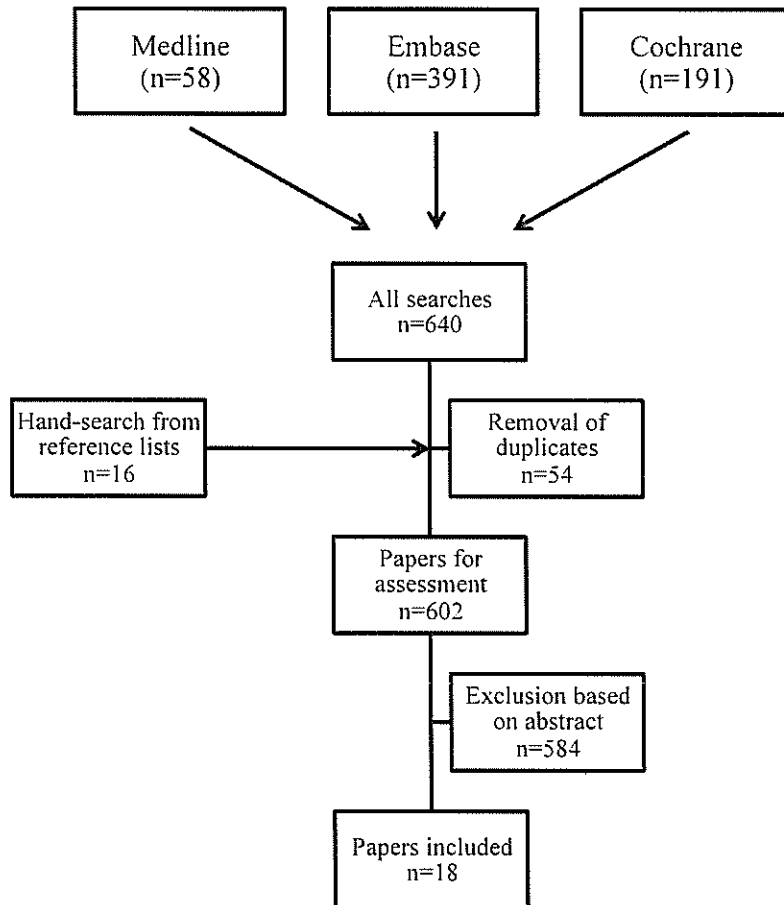 Medline
(n=58)
Embase
(n=391)
Cochrane
(n=191)
All searches
n=640
Hand-search from
reference lists
n=16
Removal of
duplicates
n=54
Papers for
assessment
n=602
Exclusion based
on abstract
n=584
Papers included
n=18